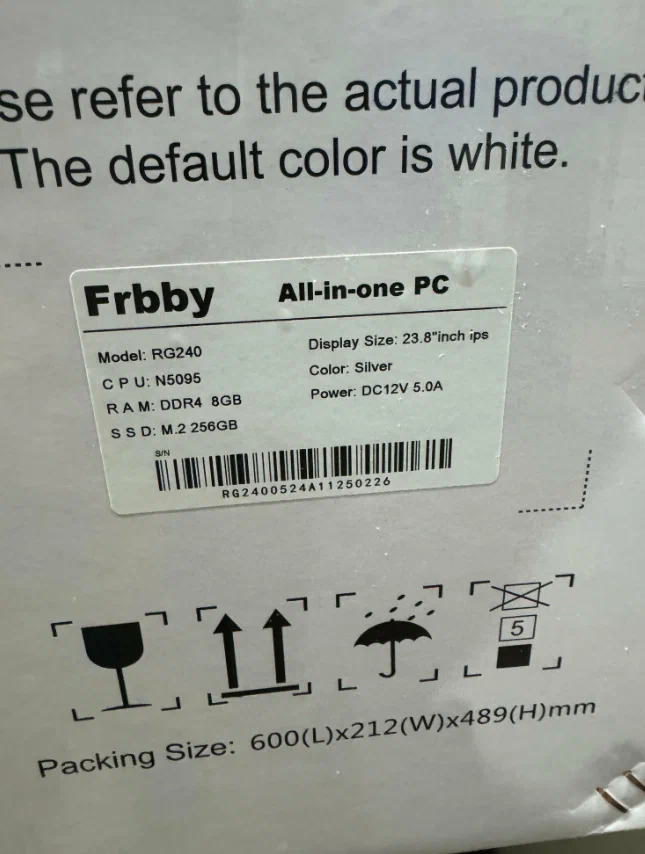 se refer to the actual product
The default color is white.
Frbby
All-in-one PC
Model: RG240
C P U: N5095
R A M: DDR4 8GB
S S D: M.2 256GB
Display Size: 23.8"inch ips
Color: Silver
Power: DC12V 5.0A
S/N
RG2400524A11250226
5
Packing Size: 600(L)x212(W)x489(H)mm